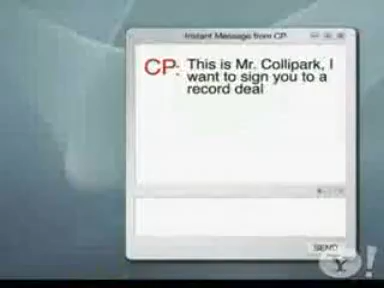 Instant Message from CP
CP: This is Mr. Collipark, I
want to sign you to a
record deal
SEND
Y!